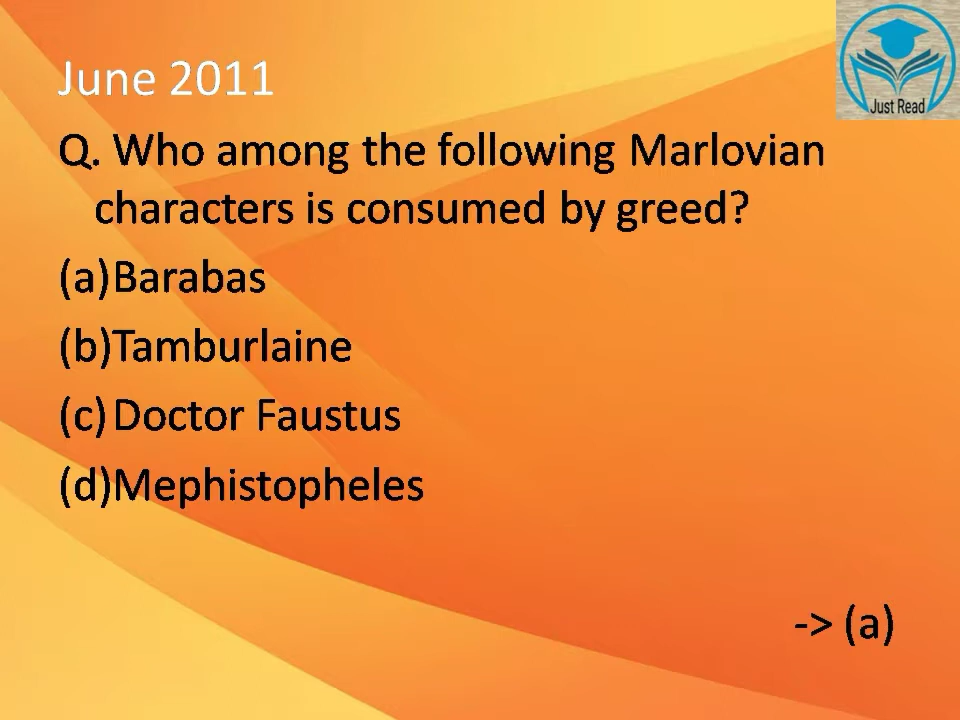 June 2011
Just Read
Q. Who among the following Marlovian
characters is consumed by greed?
(a) Barabas
(b) Tamburlaine
(c) Doctor Faustus
(d) Mephistopheles
-> (a)